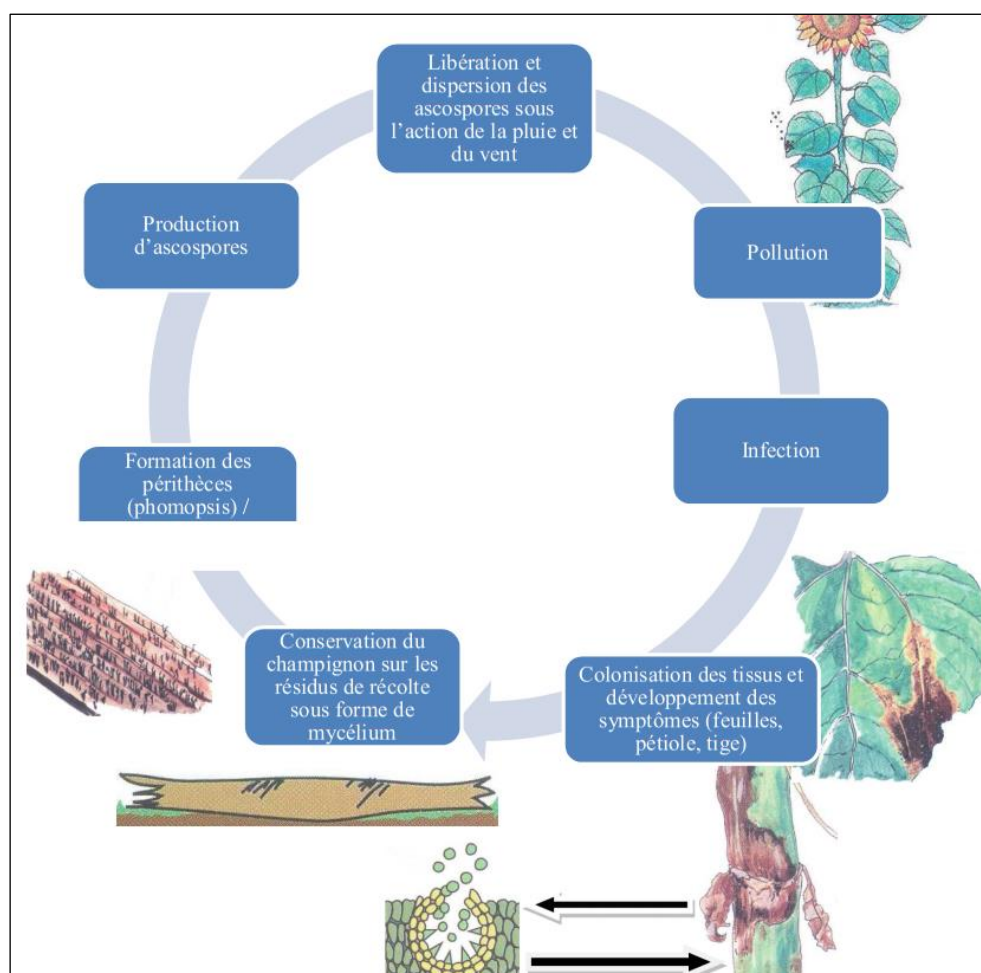 Libération et
dispersion des
ascospores sous
l’action de la pluie et
du vent
Pollution
Infection
Colonisation des tissus et
développement des
symptômes (feuilles,
pétiole, tige)
Conservation du
champignon sur les
résidus de récolte
sous forme de
mycélium
Formation des
périthèces
(phomopsis) /
Production
d’ascospores